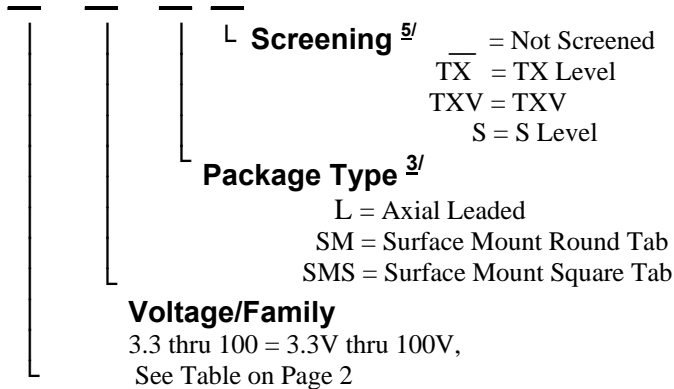 Screening 5/
__ = Not Screened
TX = TX Level
TXV = TXV
S = S Level
Package Type 3/
L = Axial Leaded
SM = Surface Mount Round Tab
SMS = Surface Mount Square Tab
Voltage/Family
3.3 thru 100 = 3.3V thru 100V,
See Table on Page 2